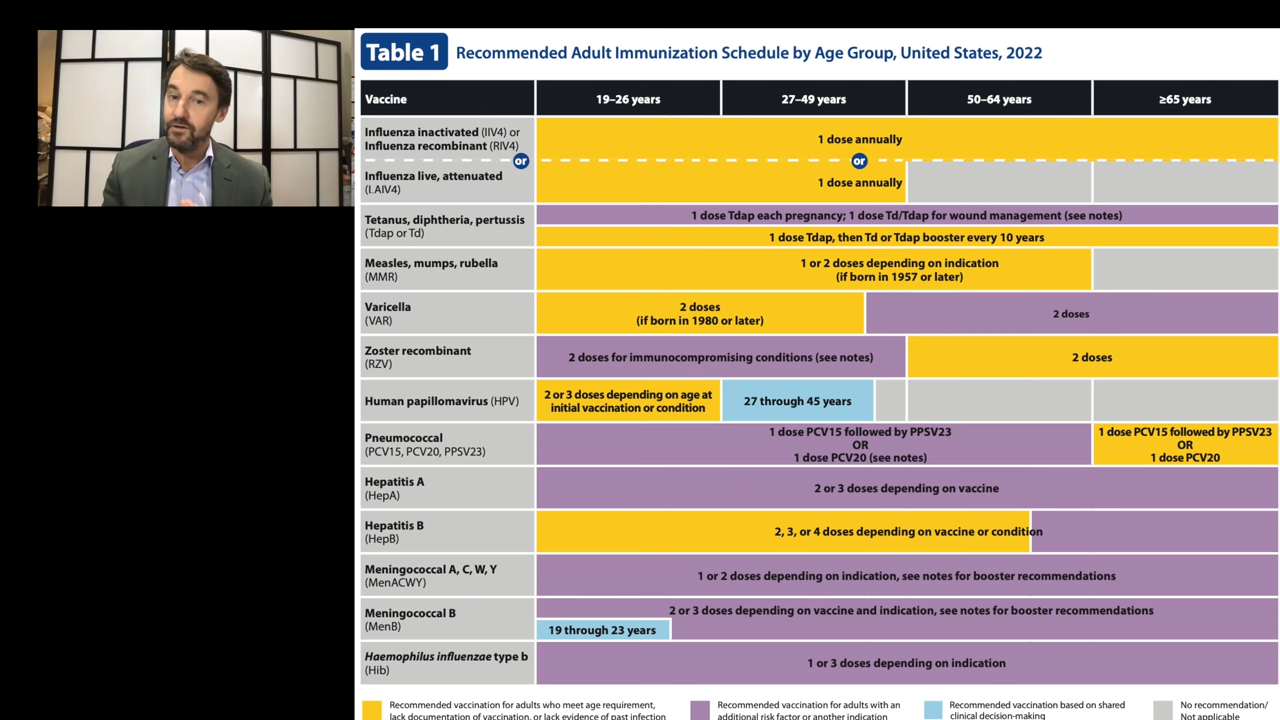 Table 1
Recommended Adult Immunization Schedule by Age Group, United States, 2022
Vaccine
19–26 years
27–49 years
50–64 years
≥65 years
Influenza inactivated (IIV4) or
Influenza recombinant (RIV4)
1 dose annually
or
or
Influenza live, attenuated
(LAIV4)
1 dose annually
Tetanus, diphtheria, pertussis
(Tdap or Td)
1 dose Tdap each pregnancy; 1 dose Td/Tdap for wound management (see notes)
1 dose Tdap, then Td or Tdap booster every 10 years
Measles, mumps, rubella
(MMR)
1 or 2 doses depending on indication
(if born in 1957 or later)
Varicella
(VAR)
2 doses
(if born in 1980 or later)
2 doses
Zoster recombinant
(RZV)
2 doses for immunocompromising conditions (see notes)
2 doses
Human papillomavirus (HPV)
2 or 3 doses depending on age at
initial vaccination or condition
27 through 45 years
Pneumococcal
(PCV15, PCV20, PPSV23)
1 dose PCV15 followed by PPSV23
OR
1 dose PCV20 (see notes)
1 dose PCV15 followed by PPSV23
OR
1 dose PCV20
Hepatitis A
(HepA)
2 or 3 doses depending on vaccine
Hepatitis B
(HepB)
2, 3, or 4 doses depending on vaccine or condition
Meningococcal A, C, W, Y
(MenACWY)
1 or 2 doses depending on indication, see notes for booster recommendations
Meningococcal B
(MenB)
2 or 3 doses depending on vaccine and indication, see notes for booster recommendations
19 through 23 years
Haemophilus influenzae type b
(Hib)
1 or 3 doses depending on indication
Recommended vaccination for adults who meet age requirement,
lack documentation of vaccination, or lack evidence of past infection
Recommended vaccination for adults with an
additional risk factor or another indication
Recommended vaccination based on shared
clinical decision-making
No recommendation/
Not applicable